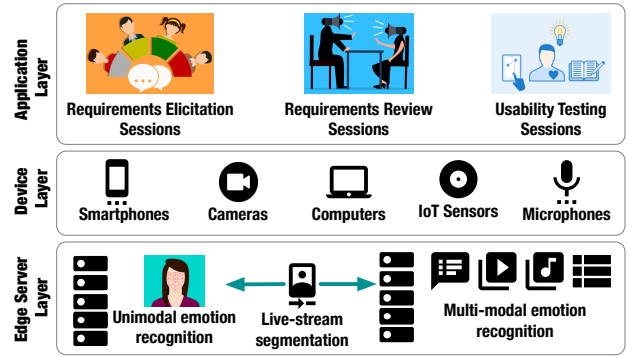 Application
Layer
Requirements Elicitation
Sessions
Requirements Review
Sessions
Usability Testing
Sessions
Device
Layer
Smartphones
Cameras
Computers
IoT Sensors
Microphones
Edge Server
Layer
Unimodal emotion
recognition
Live-stream
segmentation
Multi-modal emotion
recognition